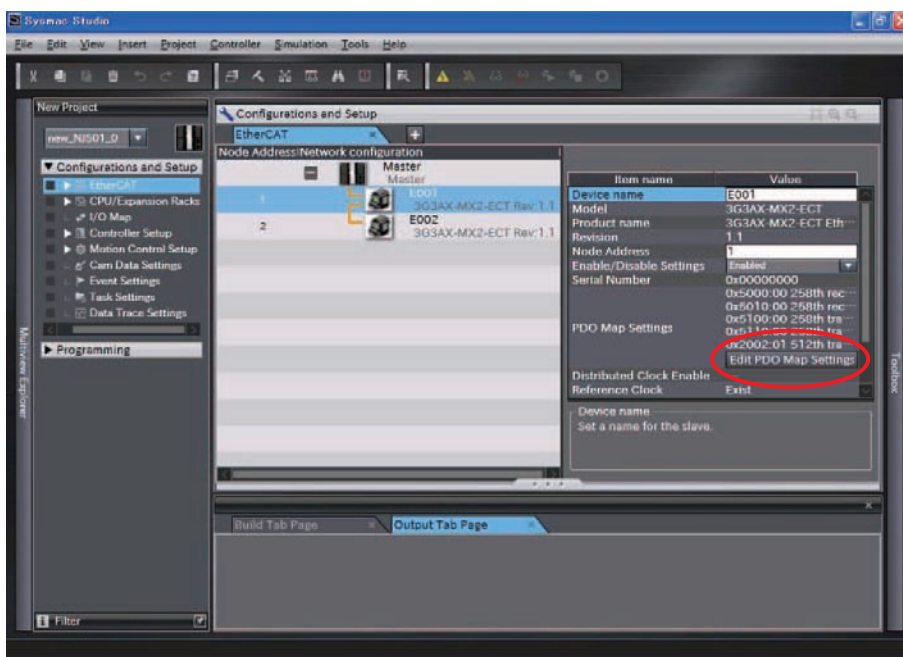 Sysmac Studio
File Edit View Insert Project Controller Simulation Tools Help
New Project
new_NJ501_0
Configurations and Setup
EtherCAT
CPU/Expansion Racks
I/O Map
Controller Setup
Motion Control Setup
Cam Data Settings
Event Settings
Task Settings
Data Trace Settings
Programming
Filter
Multiview Explorer
Configurations and Setup
EtherCAT
Node Address Network configuration
Master
Master
1 E001
3G3AX-MX2-ECT Rev:1.1
2 E002
3G3AX-MX2-ECT Rev:1.1
Item name Value
Device name E001
Model 3G3AX-MX2-ECT
Product name 3G3AX-MX2-ECT Eth···
Revision 1.1
Node Address 1
Enable/Disable Settings Enabled
Serial Number 0x00000000
PDO Map Settings
0x5000:00 258th rec···
0x5010:00 258th rec···
0x5100:00 258th tra···
0x5110:00 258th tra···
0x2002:01 512th tra···
Edit PDO Map Settings
Distributed Clock Enable
Reference Clock Exist
Device name
Set a name for the slave.
Toolbox
Build Tab Page Output Tab Page